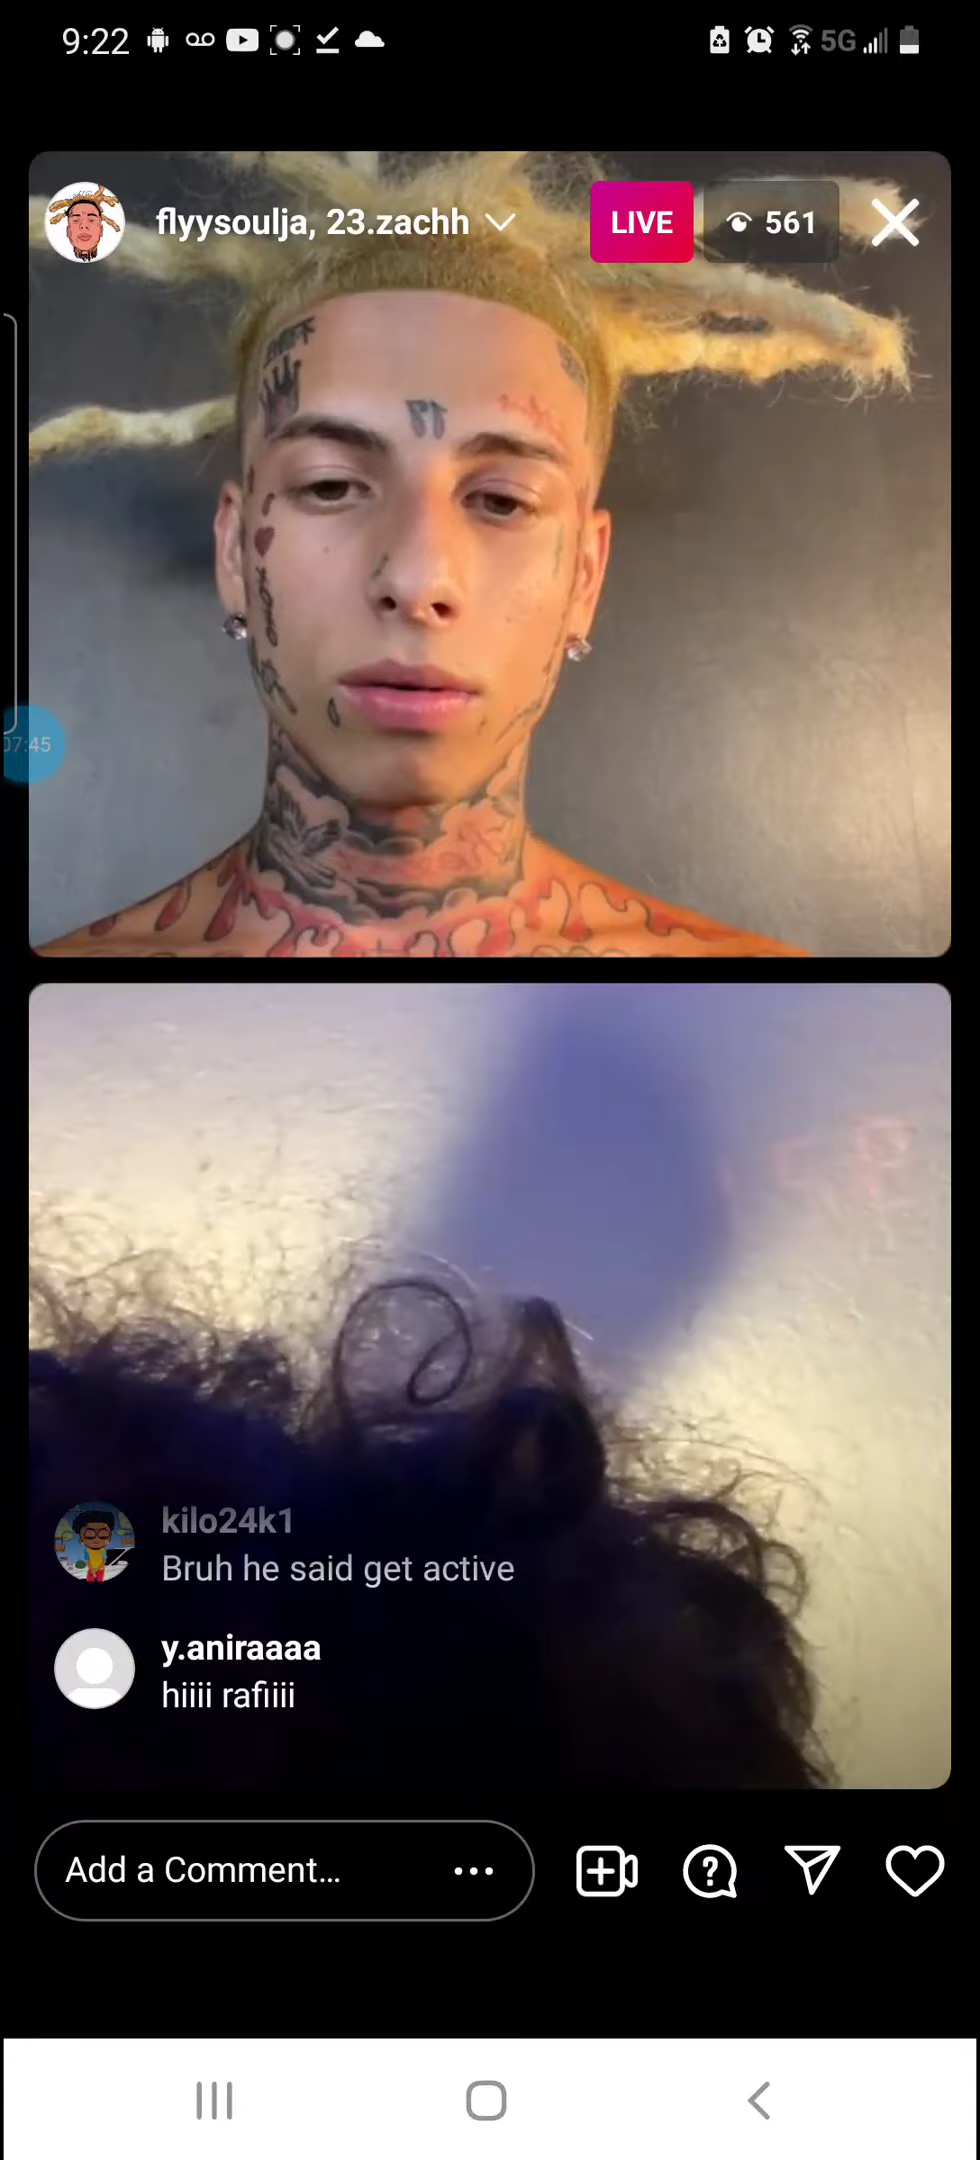 9:22
5G
flyysoulja, 23.zachh
LIVE
561
17
07:45
kilo24k1
Bruh he said get active
y.aniraaaa
hiiii rafiiii
Add a Comment...